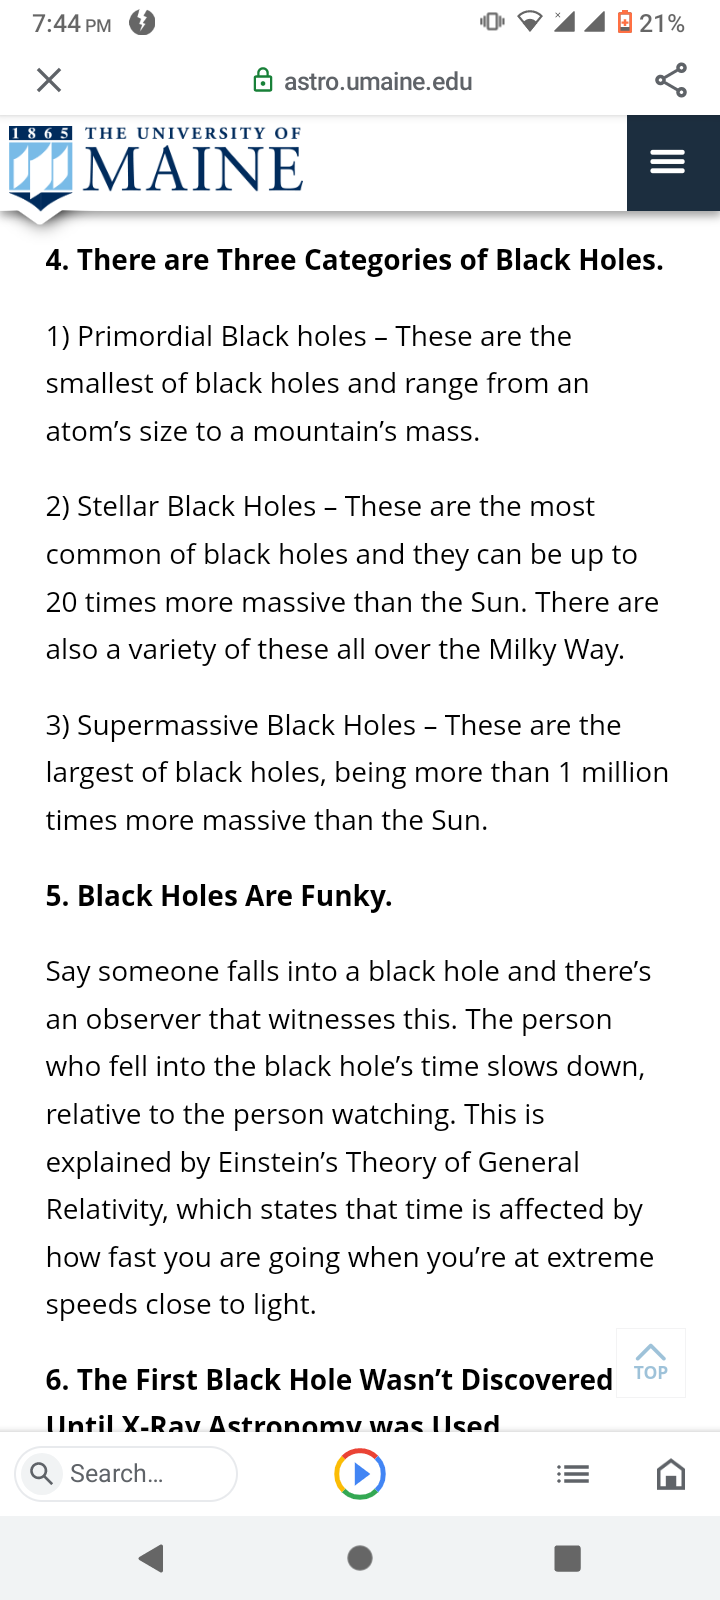 7:44 PM
21%
astro.umaine.edu
1865 THE UNIVERSITY OF
MAINE
4. There are Three Categories of Black Holes.
1) Primordial Black holes – These are the
smallest of black holes and range from an
atom’s size to a mountain’s mass.
2) Stellar Black Holes – These are the most
common of black holes and they can be up to
20 times more massive than the Sun. There are
also a variety of these all over the Milky Way.
3) Supermassive Black Holes – These are the
largest of black holes, being more than 1 million
times more massive than the Sun.
5. Black Holes Are Funky.
Say someone falls into a black hole and there’s
an observer that witnesses this. The person
who fell into the black hole’s time slows down,
relative to the person watching. This is
explained by Einstein’s Theory of General
Relativity, which states that time is affected by
how fast you are going when you’re at extreme
speeds close to light.
TOP
6. The First Black Hole Wasn’t Discovered
Until X-Ray Astronomy was Used
Search...